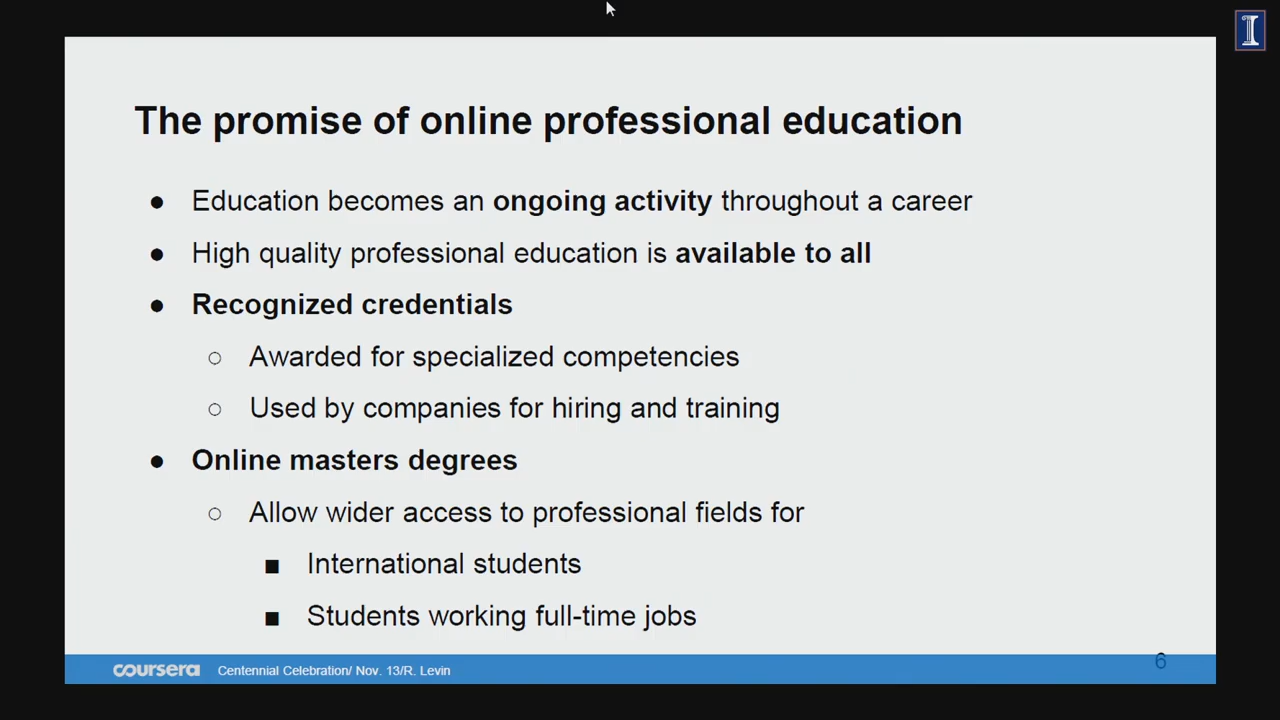 I
The promise of online professional education
● Education becomes an ongoing activity throughout a career
● High quality professional education is available to all
● Recognized credentials
○ Awarded for specialized competencies
○ Used by companies for hiring and training
● Online masters degrees
○ Allow wider access to professional fields for
■ International students
■ Students working full-time jobs
coursera Centennial Celebration/ Nov. 13/R. Levin 6